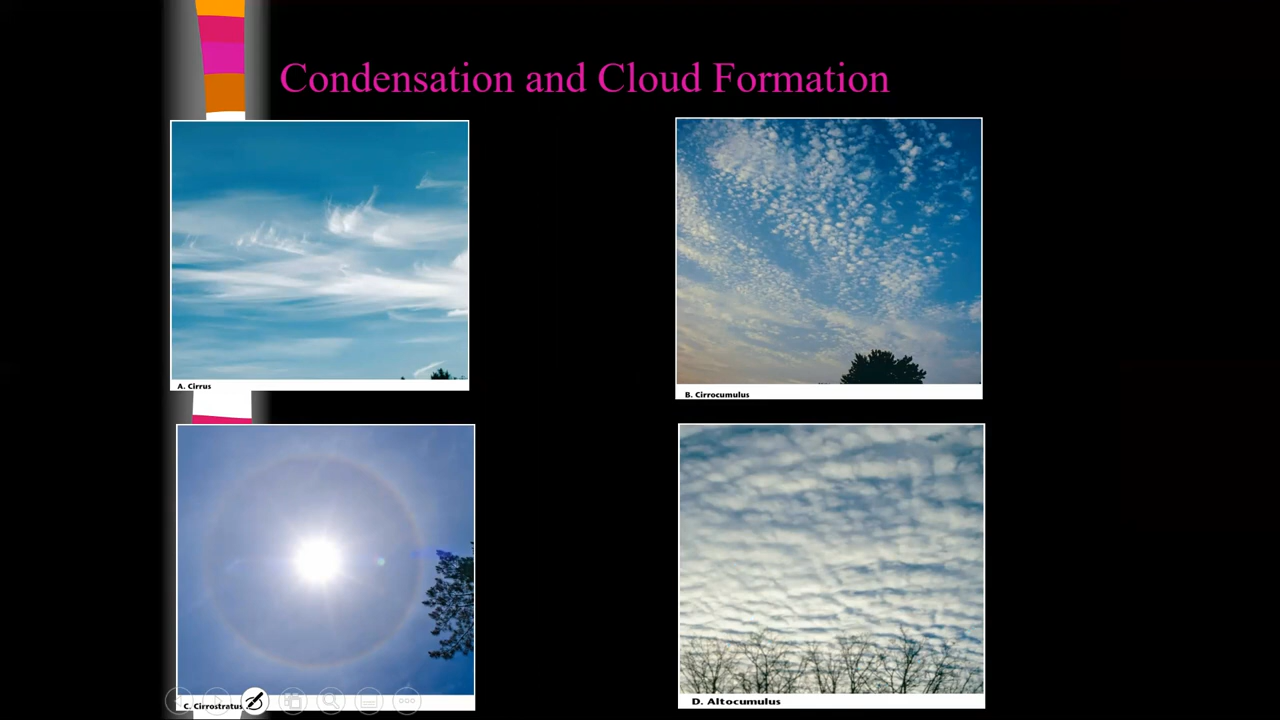 Condensation and Cloud Formation
A. Cirrus
B. Cirrocumulus
C. Cirrostratus
D. Altocumulus